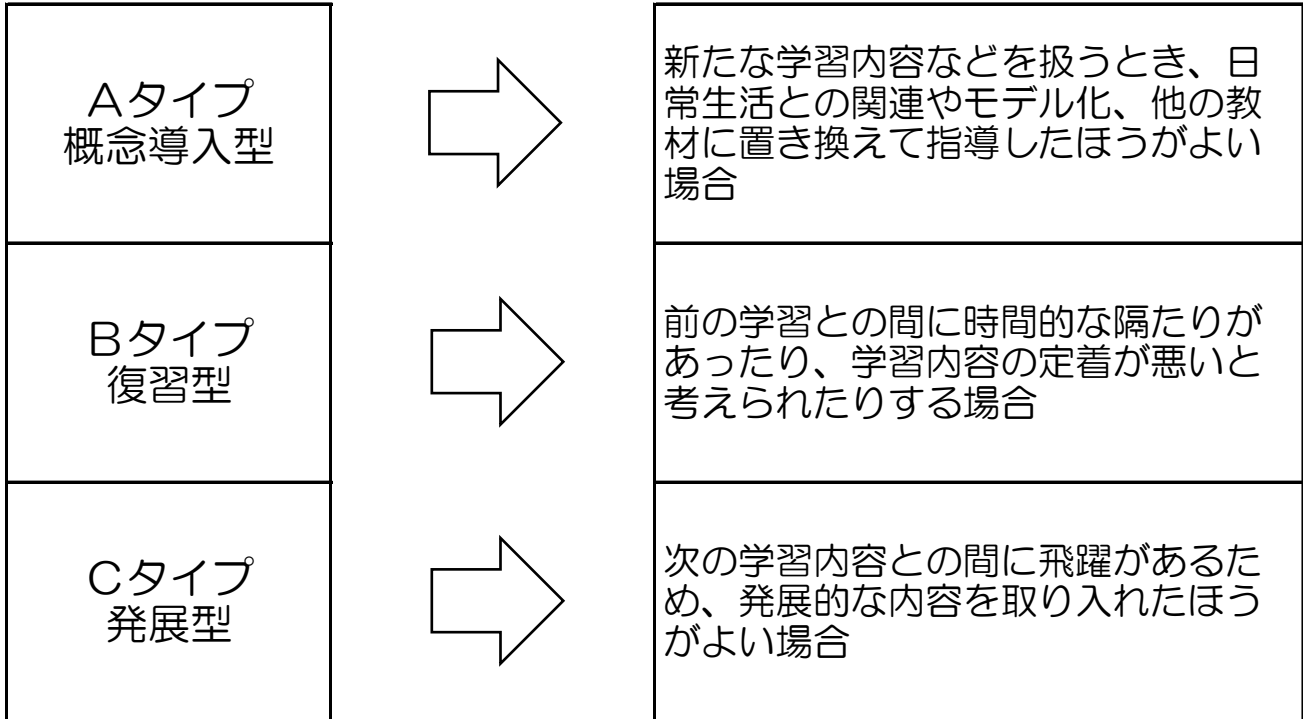 Ａタイプ
概念導入型
新たな学習内容などを扱うとき、日
常生活との関連やモデル化、他の教
材に置き換えて指導したほうがよい
場合
Ｂタイプ
復習型
前の学習との間に時間的な隔たりが
あったり、学習内容の定着が悪いと
考えられたりする場合
Ｃタイプ
発展型
次の学習内容との間に飛躍があるた
め、発展的な内容を取り入れたほう
がよい場合